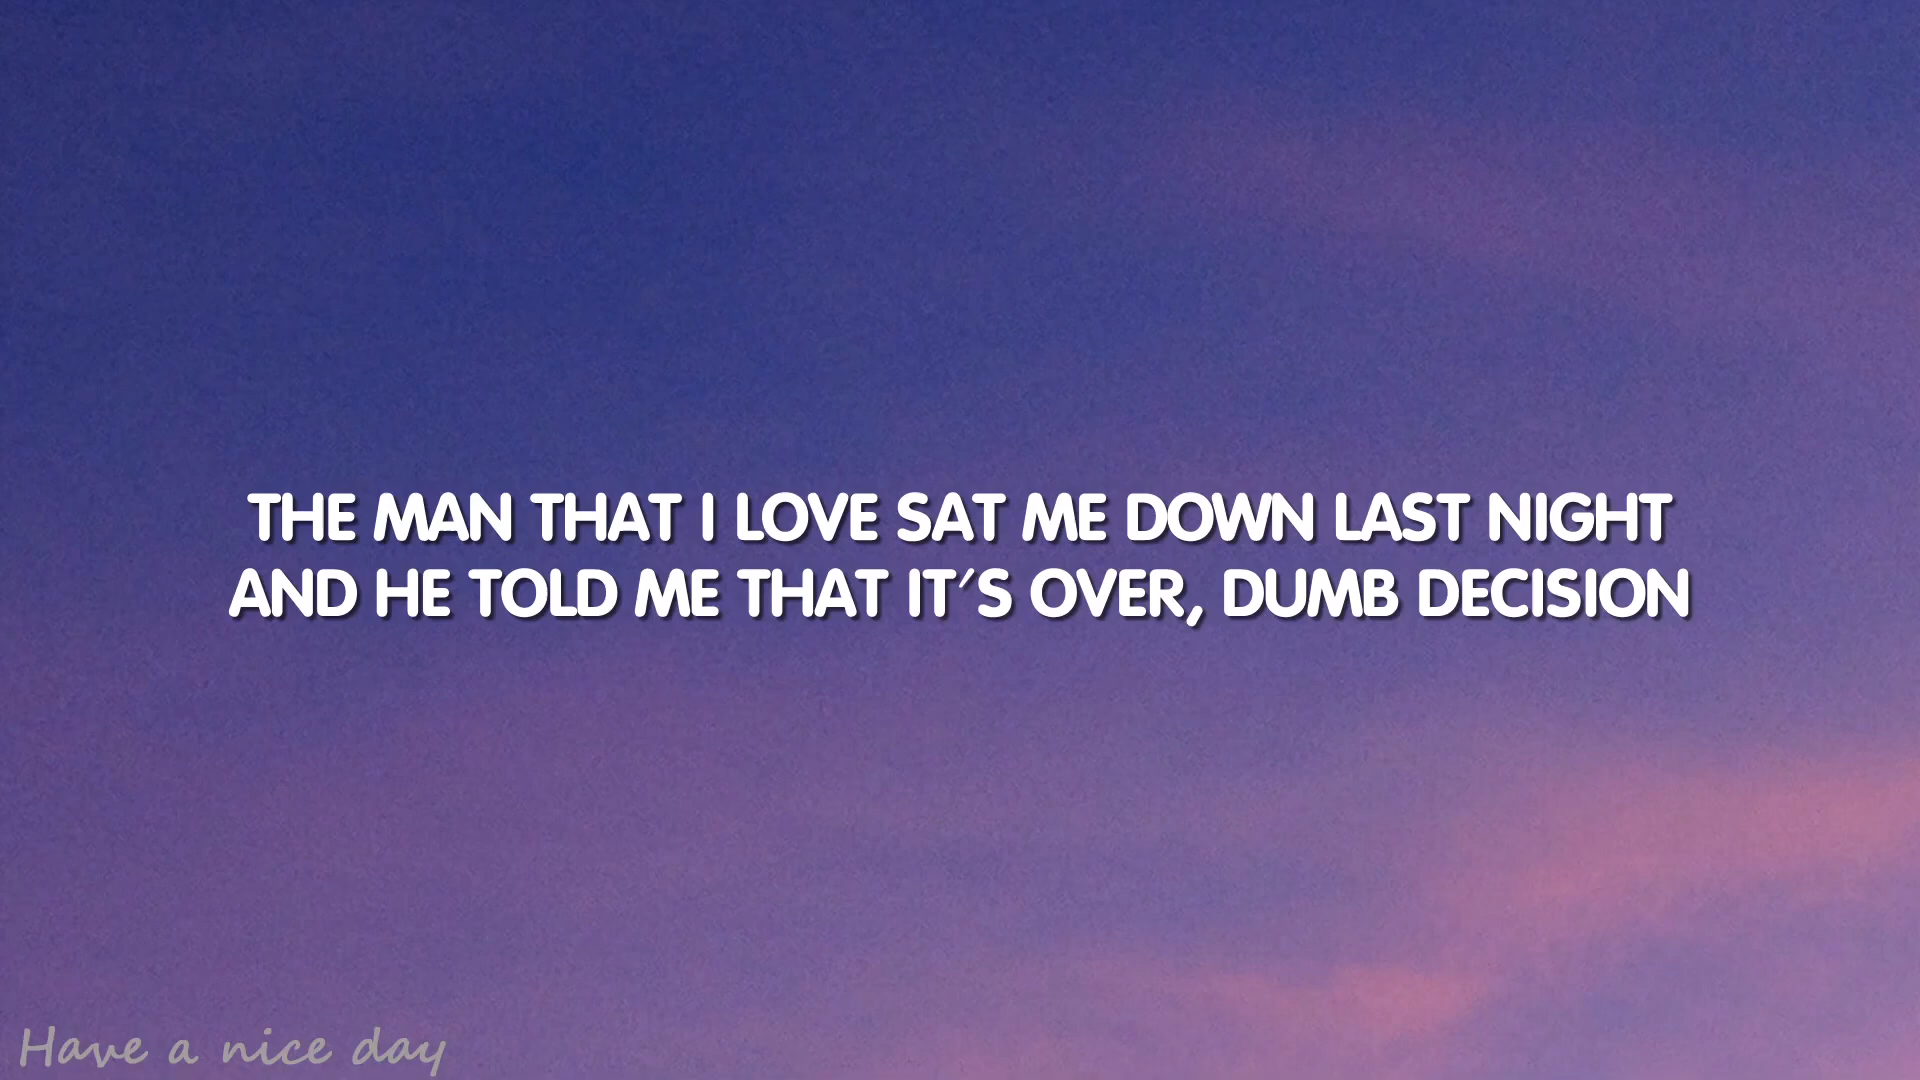 THE MAN THAT I LOVE SAT ME DOWN LAST NIGHT
AND HE TOLD ME THAT IT'S OVER, DUMB DECISION
Have a nice day